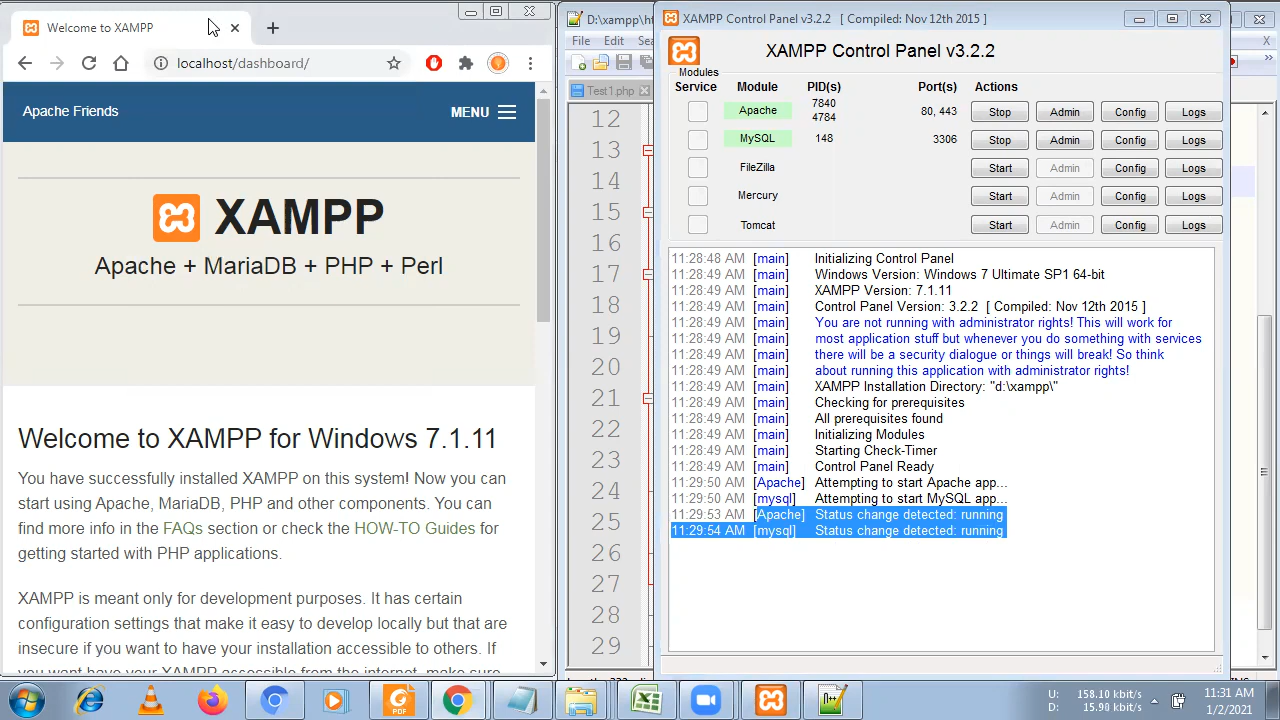 Welcome to XAMPP
localhost/dashboard/
Apache Friends
MENU
XAMPP
Apache + MariaDB + PHP + Perl
Welcome to XAMPP for Windows 7.1.11
You have successfully installed XAMPP on this system! Now you can
start using Apache, MariaDB, PHP and other components. You can
find more info in the FAQs section or check the HOW-TO Guides for
getting started with PHP applications.
XAMPP is meant only for development purposes. It has certain
configuration settings that make it easy to develop locally but that are
insecure if you want to have your installation accessible to others. If
you want have your XAMPP accessible from the internet, make sure
D:\xampp\ht
File Edit Sea
Test1.php
12
13
14
15
16
17
18
19
20
21
22
23
24
25
26
27
28
29
X
XAMPP Control Panel v3.2.2 [ Compiled: Nov 12th 2015 ]
XAMPP Control Panel v3.2.2
Modules
Service Module PID(s) Port(s) Actions
Apache 7840 4784 80, 443 Stop Admin Config Logs
MySQL 148 3306 Stop Admin Config Logs
FileZilla Start Admin Config Logs
Mercury Start Admin Config Logs
Tomcat Start Admin Config Logs
11:28:48 AM [main] Initializing Control Panel
11:28:49 AM [main] Windows Version: Windows 7 Ultimate SP1 64-bit
11:28:49 AM [main] XAMPP Version: 7.1.11
11:28:49 AM [main] Control Panel Version: 3.2.2 [ Compiled: Nov 12th 2015 ]
11:28:49 AM [main] You are not running with administrator rights! This will work for
11:28:49 AM [main] most application stuff but whenever you do something with services
11:28:49 AM [main] there will be a security dialogue or things will break! So think
11:28:49 AM [main] about running this application with administrator rights!
11:28:49 AM [main] XAMPP Installation Directory: "d:\xampp\"
11:28:49 AM [main] Checking for prerequisites
11:28:49 AM [main] All prerequisites found
11:28:49 AM [main] Initializing Modules
11:28:49 AM [main] Starting Check-Timer
11:28:49 AM [main] Control Panel Ready
11:29:50 AM [Apache] Attempting to start Apache app...
11:29:50 AM [mysql] Attempting to start MySQL app...
11:29:53 AM [Apache] Status change detected: running
11:29:54 AM [mysql] Status change detected: running
PDF
U: 158.10 kbit/s
D: 15.90 kbit/s
11:31 AM
1/2/2021